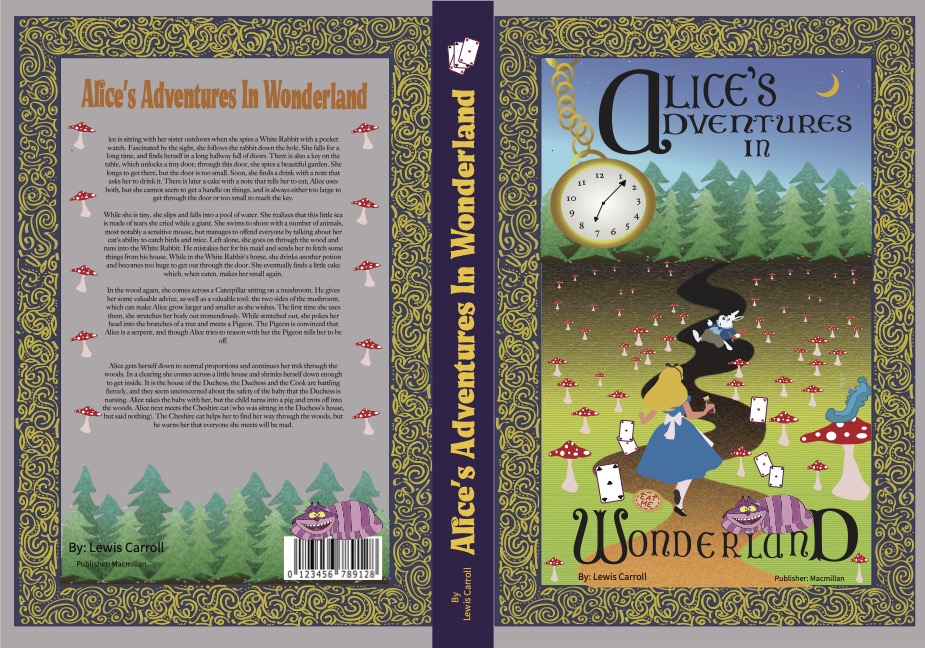 Alice's Adventures In Wonderland
ice is sitting with her sister outdoors when she spies a White Rabbit with a pocket
watch. Fascinated by the sight, she follows the rabbit down the hole. She falls for a
long time, and finds herself in a long hallway full of doors. There is also a key on the
table, which unlocks a tiny door; through this door, she spies a beautiful garden. She
longs to get there, but the door is too small. Soon, she finds a drink with a note that
asks her to drink it. There is later a cake with a note that tells her to eat; Alice uses
both, but she cannot seem to get a handle on things, and is always either too large to
get through the door or too small to reach the key.
While she is tiny, she slips and falls into a pool of water. She realizes that this little sea
is made of tears she cried while a giant. She swims to shore with a number of animals,
most notably a sensitive mouse, but manages to offend everyone by talking about her
cat's ability to catch birds and mice. Left alone, she goes on through the wood and
runs into the White Rabbit. He mistakes her for his maid and sends her to fetch some
things from his house. While in the White Rabbit's home, she drinks another potion
and becomes too huge to get out through the door. She eventually finds a little cake
which, when eaten, makes her small again.
In the wood again, she comes across a Caterpillar sitting on a mushroom. He gives
her some valuable advice, as well as a valuable tool: the two sides of the mushroom,
which can make Alice grow larger and smaller as she wishes. The first time she uses
them, she stretches her body out tremendously. While stretched out, she pokes her
head into the branches of a tree and meets a Pigeon. The Pigeon is convinced that
Alice is a serpent, and though Alice tries to reason with her the Pigeon tells her to be
off.
Alice gets herself down to normal proportions and continues her trek through the
woods. In a clearing she comes across a little house and shrinks herself down enough
to get inside. It is the house of the Duchess, the Duchess and the Cook are battling
fiercely, and they seem unconcerned about the safety of the baby that the Duchess is
nursing. Alice takes the baby with her, but the child turns into a pig and trots off into
the woods. Alice next meets the Cheshire cat (who was sitting in the Duchess's house,
but said nothing). The Cheshire cat helps her to find her way through the woods, but
he warns her that everyone she meets will be mad.
By: Lewis Carroll
Publisher: Macmillan
0 123456 789128
Alice's Adventures In Wonderland
By
Lewis Carroll
ALICE'S
ADVENTURES
IN
12
1
2
3
4
5
6
7
8
9
10
11
EAT
ME!
WONDERLAND
By: Lewis Carroll
Publisher: Macmillan